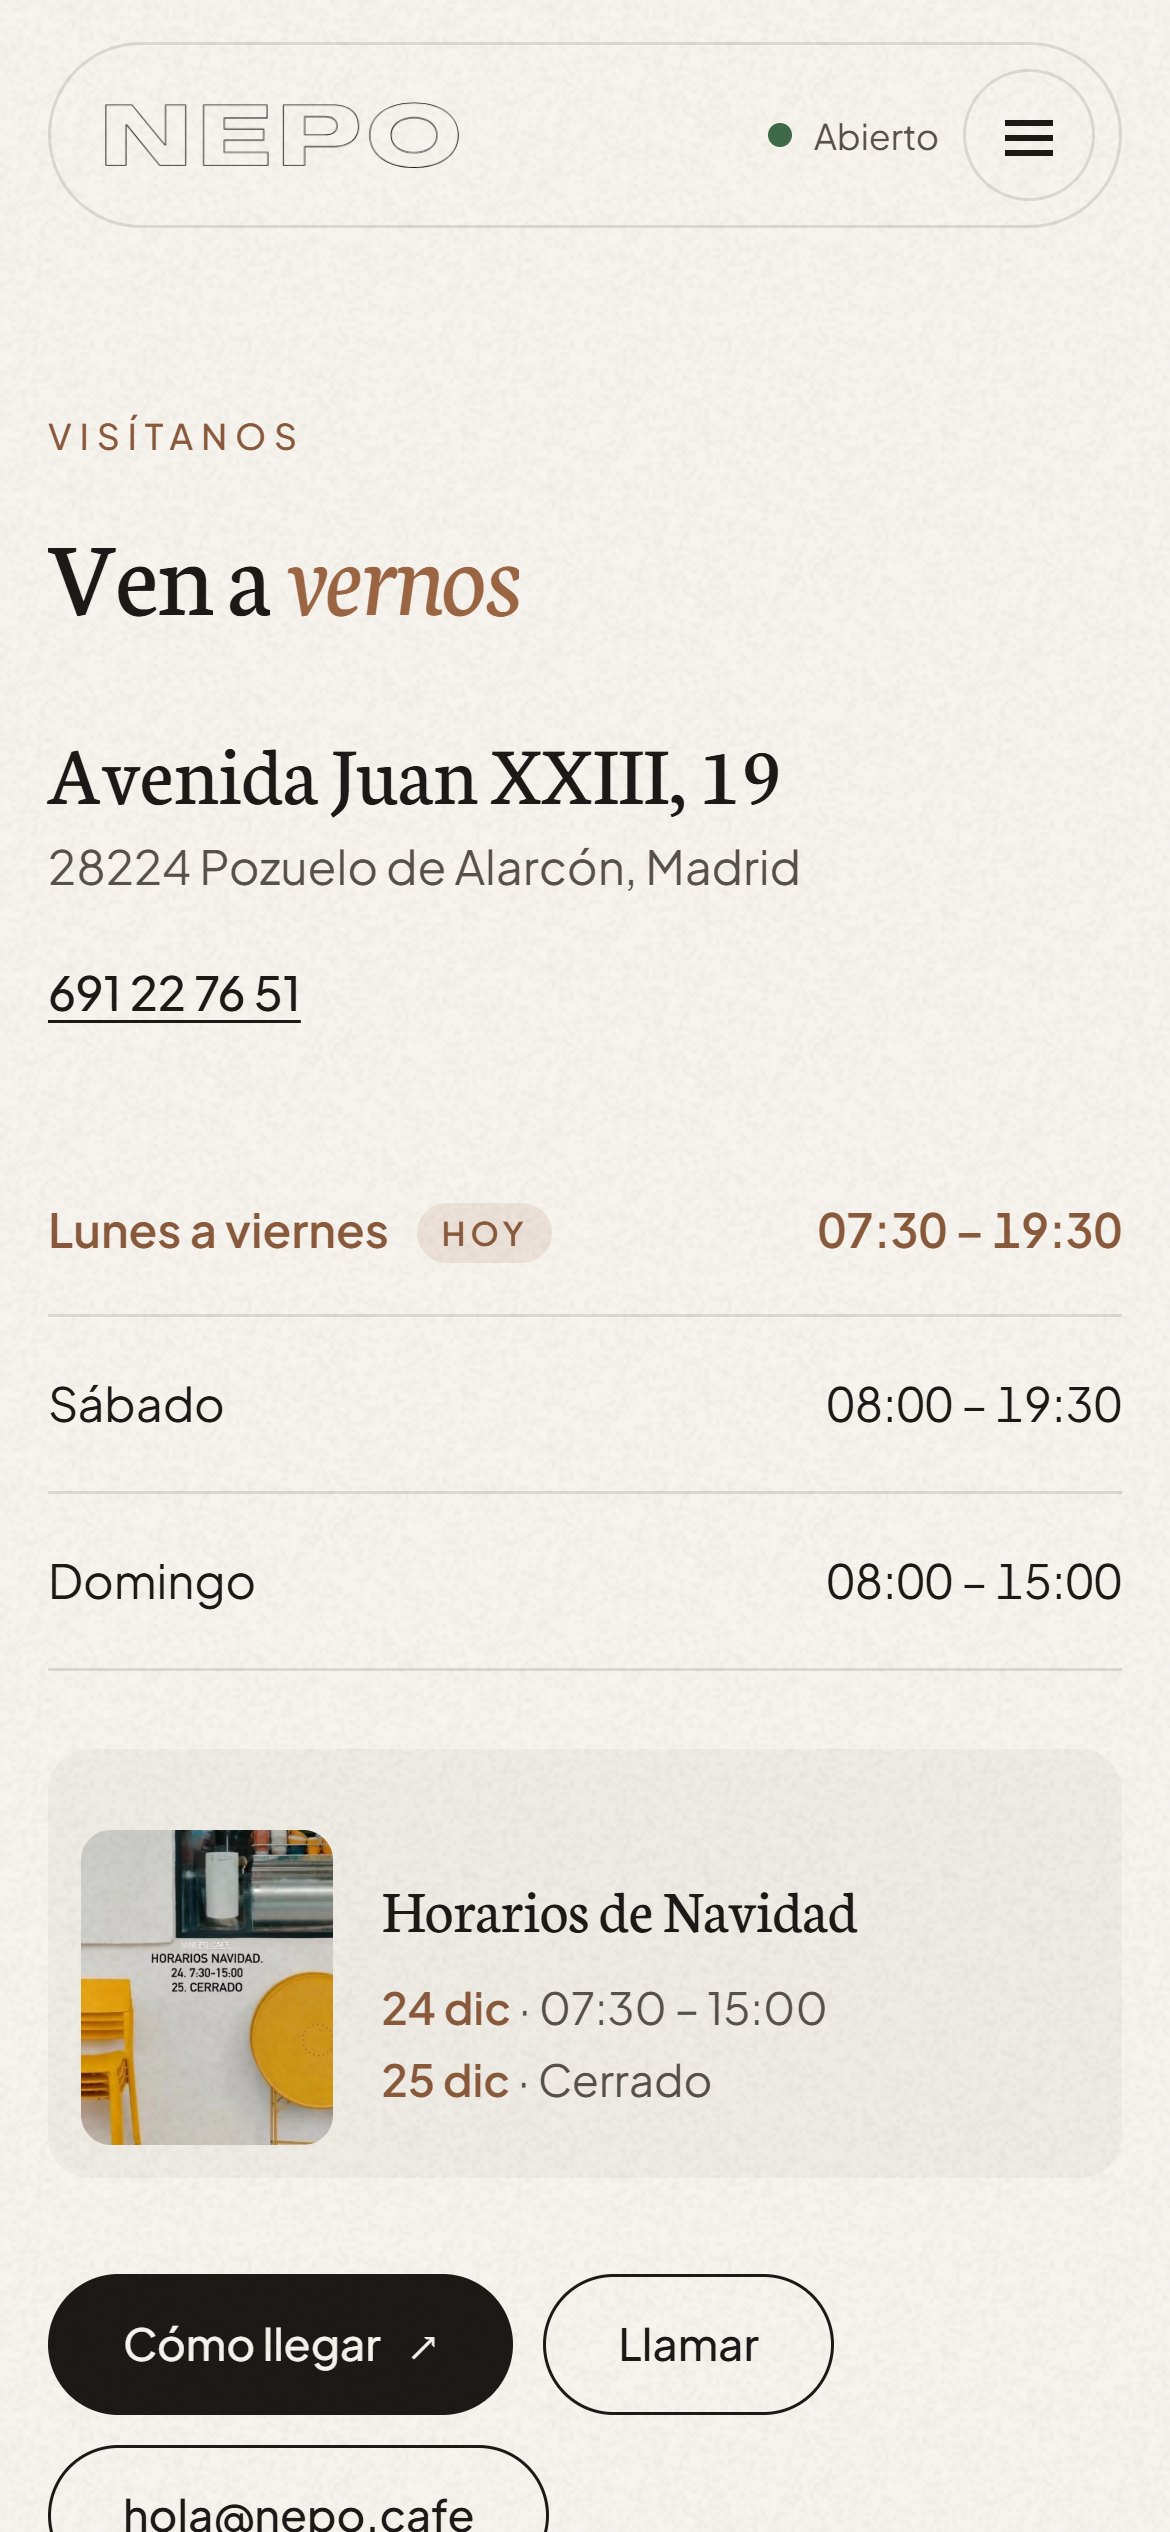 NEPO
Abierto
VISÍTANOS
Ven a vernos
Avenida Juan XXIII, 19
28224 Pozuelo de Alarcón, Madrid
691 22 76 51
Lunes a viernes HOY 07:30 – 19:30
Sábado 08:00 – 19:30
Domingo 08:00 – 15:00
@NEPO.CAFE
HORARIOS NAVIDAD.
24. 7:30-15:00
25. CERRADO
Horarios de Navidad
24 dic · 07:30 – 15:00
25 dic · Cerrado
Cómo llegar ↗
Llamar
hola@nepo.cafe